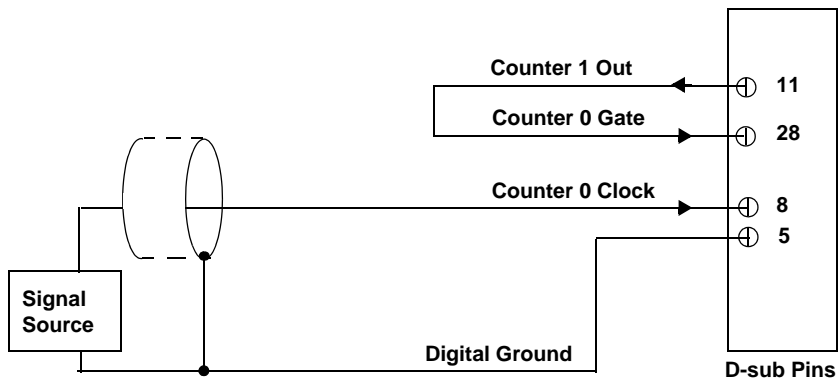 Counter 1 Out
11
Counter 0 Gate
28
Counter 0 Clock
8
5
Signal
Source
Digital Ground
D-sub Pins